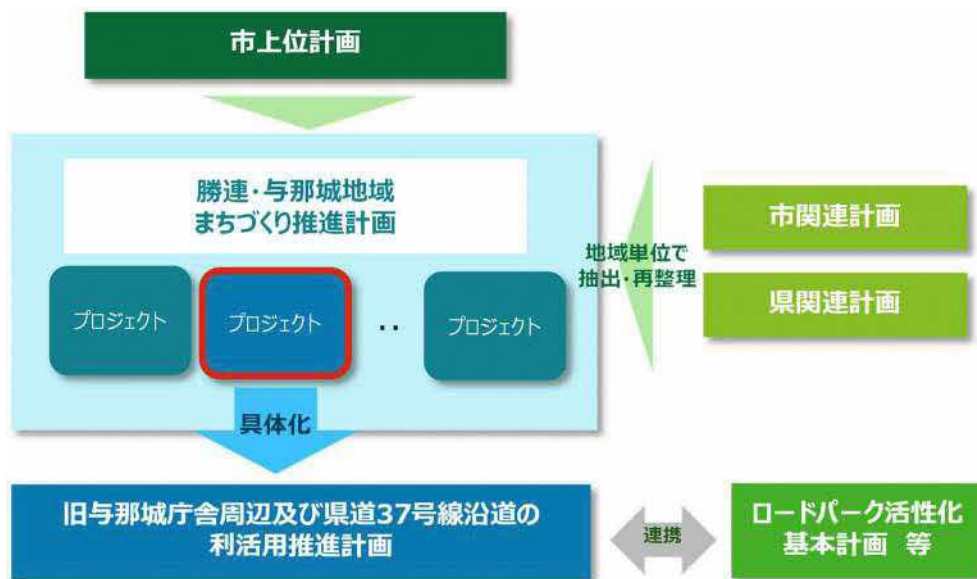 市上位計画
勝連・与那城地域
まちづくり推進計画
市関連計画
地域単位で
抽出・再整理
県関連計画
プロジェクト
プロジェクト
・・
プロジェクト
具体化
旧与那城庁舎周辺及び県道37号線沿道の
利活用推進計画
連携
ロードパーク活性化
基本計画 等